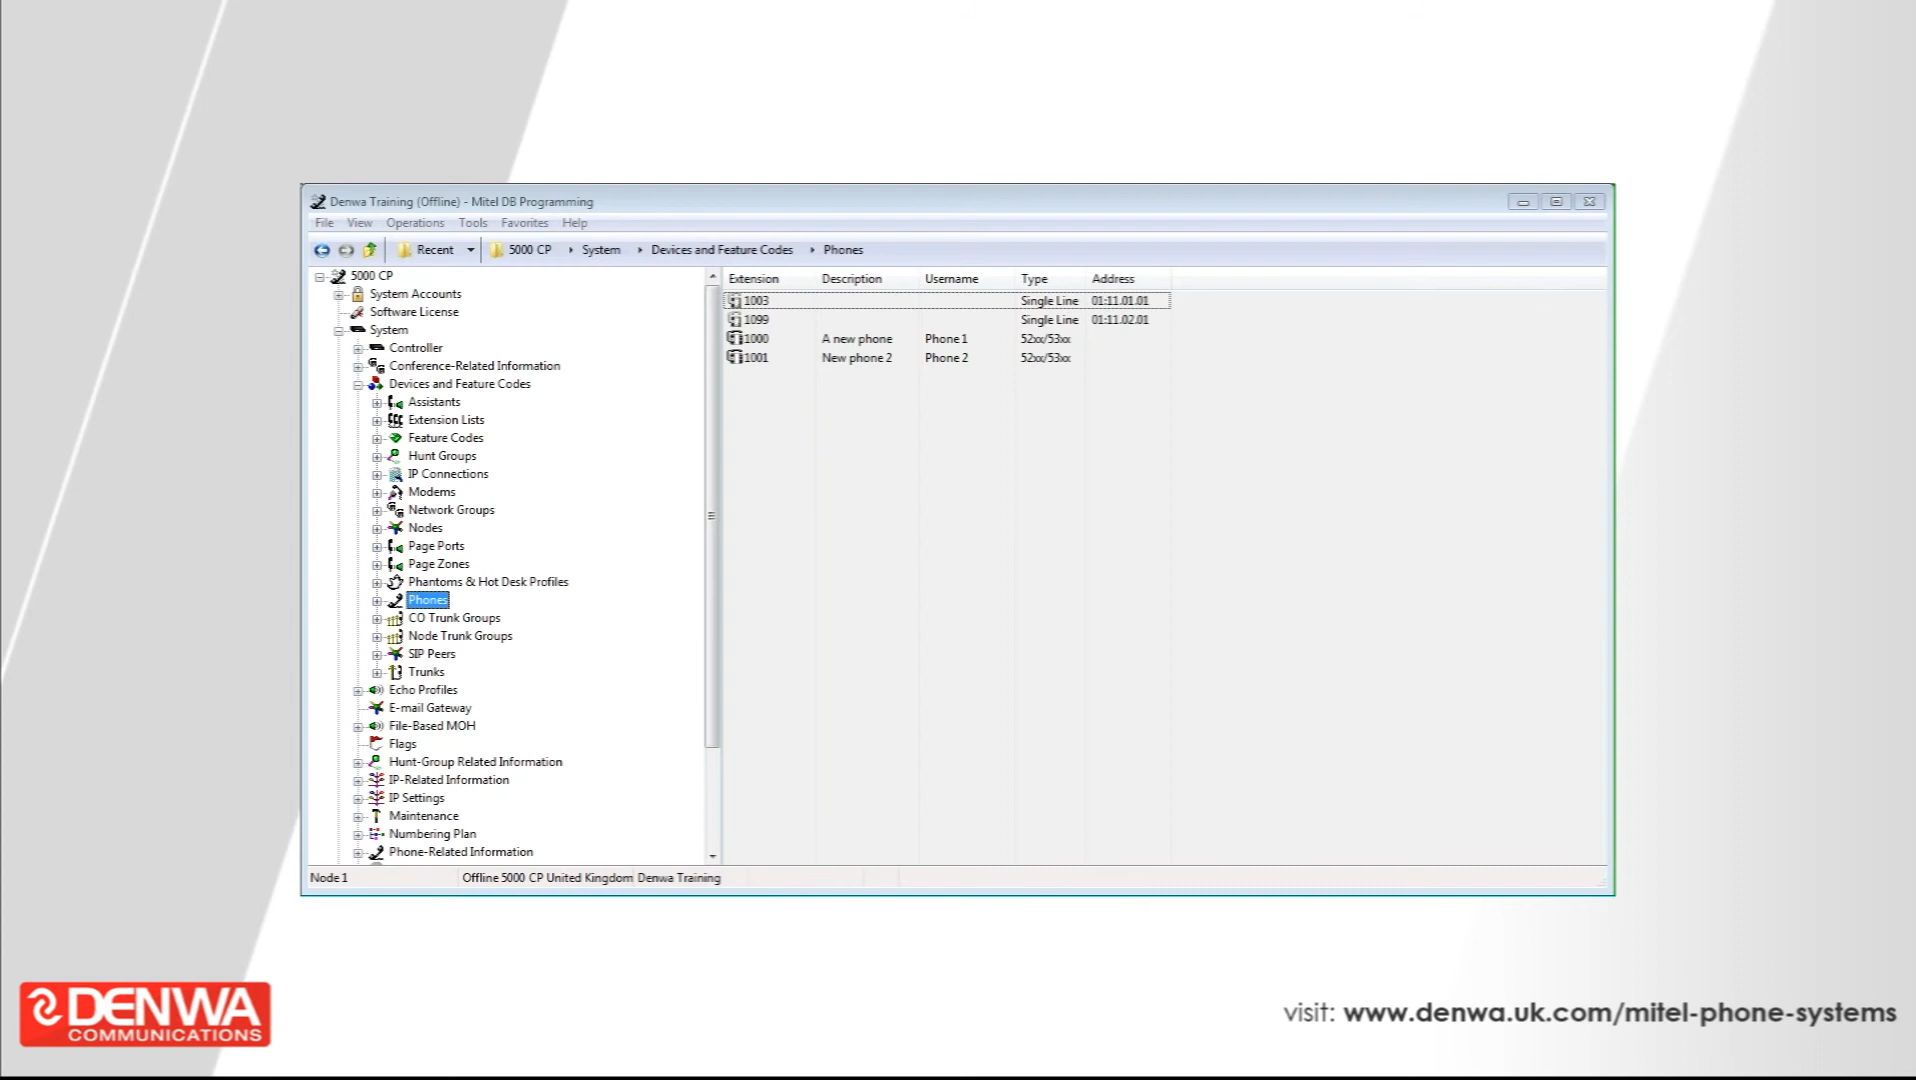 Denwa Training (Offline) - Mitel DB Programming
File View Operations Tools Favorites Help
Recent 5000 CP System Devices and Feature Codes Phones
5000 CP
System Accounts
Software License
System
Controller
Conference-Related Information
Devices and Feature Codes
Assistants
Extension Lists
Feature Codes
Hunt Groups
IP Connections
Modems
Network Groups
Nodes
Page Ports
Page Zones
Phantoms & Hot Desk Profiles
Phones
CO Trunk Groups
Node Trunk Groups
SIP Peers
Trunks
Echo Profiles
E-mail Gateway
File-Based MOH
Flags
Hunt-Group Related Information
IP-Related Information
IP Settings
Maintenance
Numbering Plan
Phone-Related Information
Extension Description Username Type Address
1003 Single Line 01:11.01.01
1099 Single Line 01:11.02.01
1000 A new phone Phone 1 52xx/53xx
1001 New phone 2 Phone 2 52xx/53xx
Node 1 Offline 5000 CP United Kingdom Denwa Training
DENWA
COMMUNICATIONS
visit: www.denwa.uk.com/mitel-phone-systems